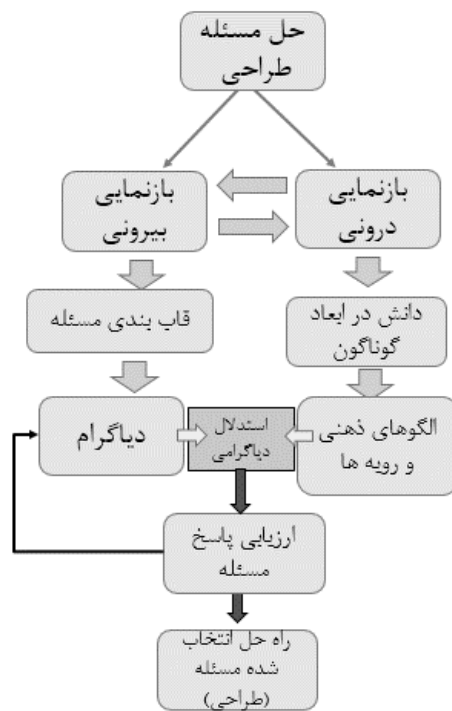 حل مسئله
طراحی
بازنمایی
درونی
بازنمایی
بیرونی
دانش در ابعاد
گوناگون
قاب بندی مسئله
الگوهای ذهنی
و رویه ها
استدلال
دیاگرامی
دیاگرام
ارزیابی پاسخ
مسئله
راه حل انتخاب
شده مسئله
(طراحی)